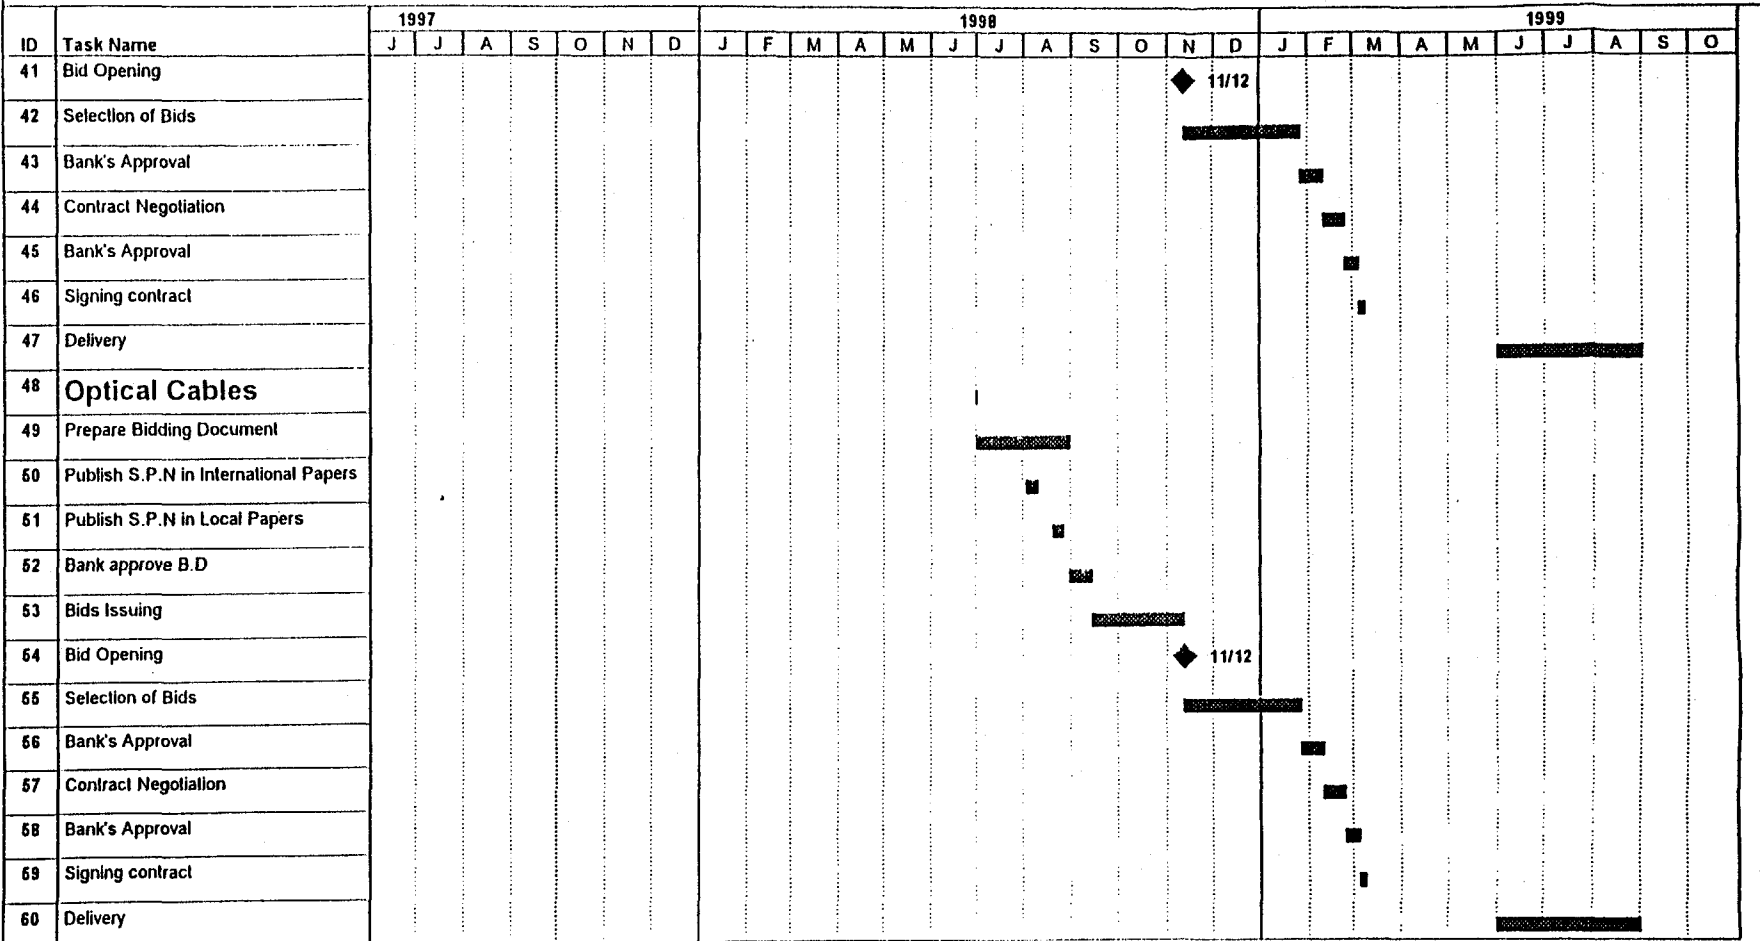 1997 1998 1999
ID Task Name J J A S O N D J F M A M J J A S O N D J F M A M J J A S O
41 Bid Opening 11/12
42 Selection of Bids
43 Bank's Approval
44 Contract Negotiation
45 Bank's Approval
46 Signing contract
47 Delivery
48 Optical Cables
49 Prepare Bidding Document
50 Publish S.P.N in International Papers
51 Publish S.P.N in Local Papers
52 Bank approve B.D
53 Bids Issuing
54 Bid Opening 11/12
55 Selection of Bids
56 Bank's Approval
57 Contract Negotiation
58 Bank's Approval
59 Signing contract
60 Delivery